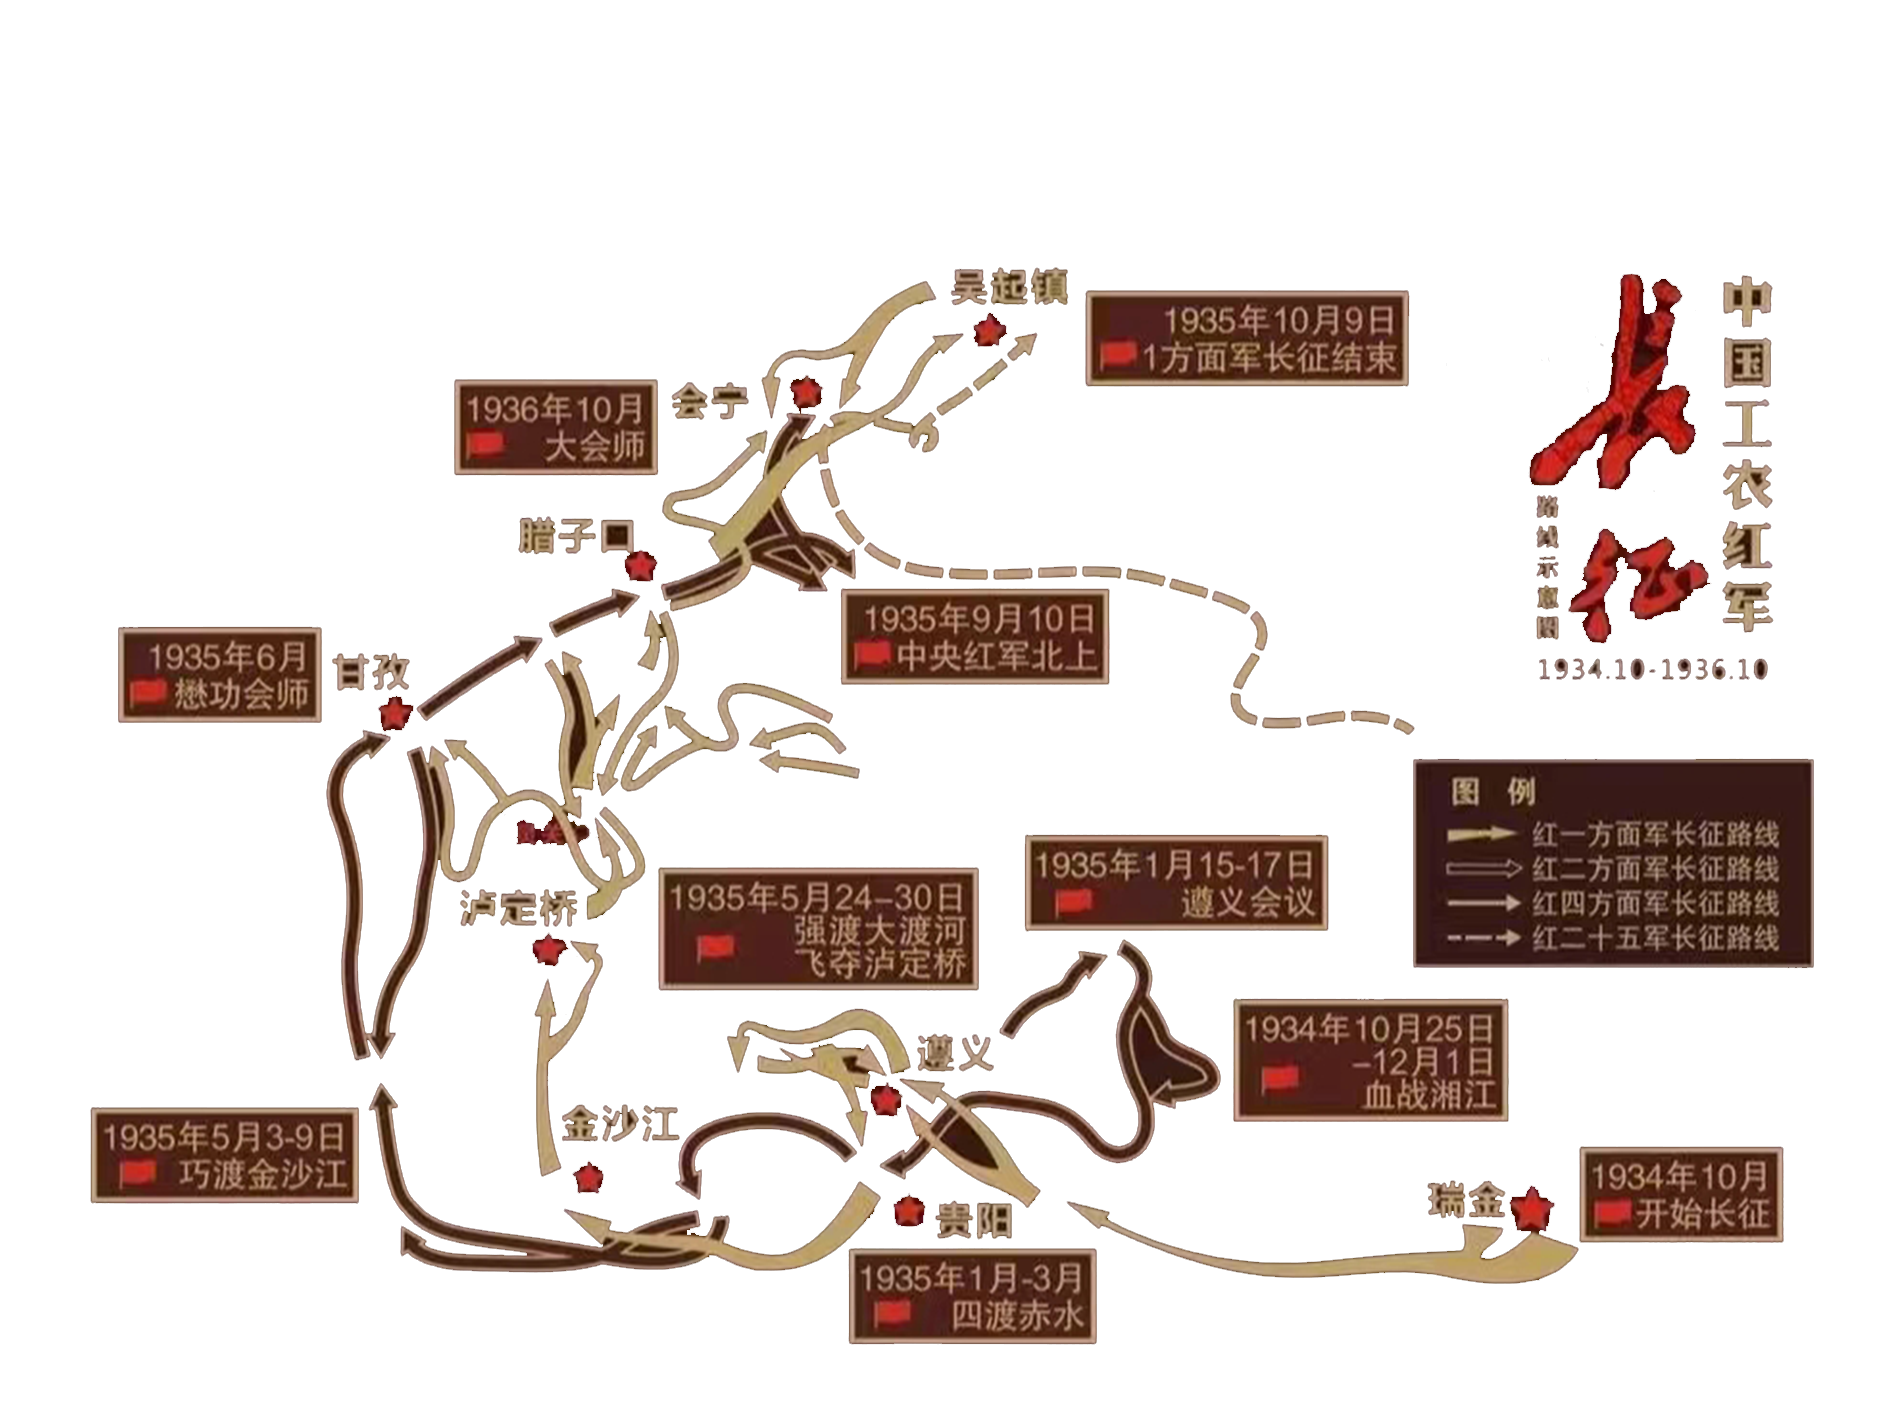 中国工农红军
长征
路线示意图
1934.10-1936.10
吴起镇
1935年10月9日
1方面军长征结束
1936年10月
大会师
会宁
腊子口
1935年9月10日
中央红军北上
1935年6月
懋功会师
甘孜
泸定桥
1935年5月24-30日
强渡大渡河
飞夺泸定桥
1935年1月15-17日
遵义会议
图 例
红一方面军长征路线
红二方面军长征路线
红四方面军长征路线
红二十五军长征路线
1934年10月25日
-12月1日
血战湘江
遵义
金沙江
1935年5月3-9日
巧渡金沙江
贵阳
1935年1月-3月
四渡赤水
瑞金
1934年10月
开始长征